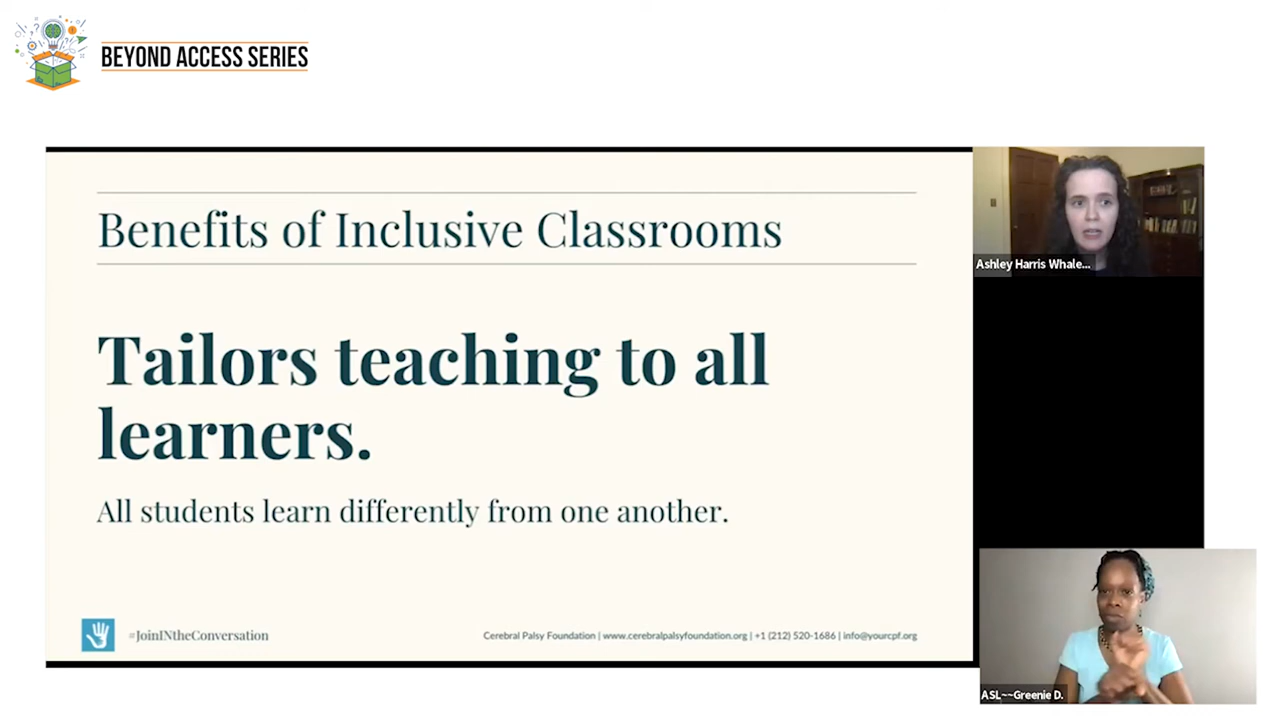 BEYOND ACCESS SERIES
Benefits of Inclusive Classrooms
Tailors teaching to all
learners.
All students learn differently from one another.
#JoinINtheConversation
Cerebral Palsy Foundation | www.cerebralpalsyfoundation.org | +1 (212) 520-1686 | info@yourcpf.org
Ashley Harris Whale...
ASL~~Greenie D.